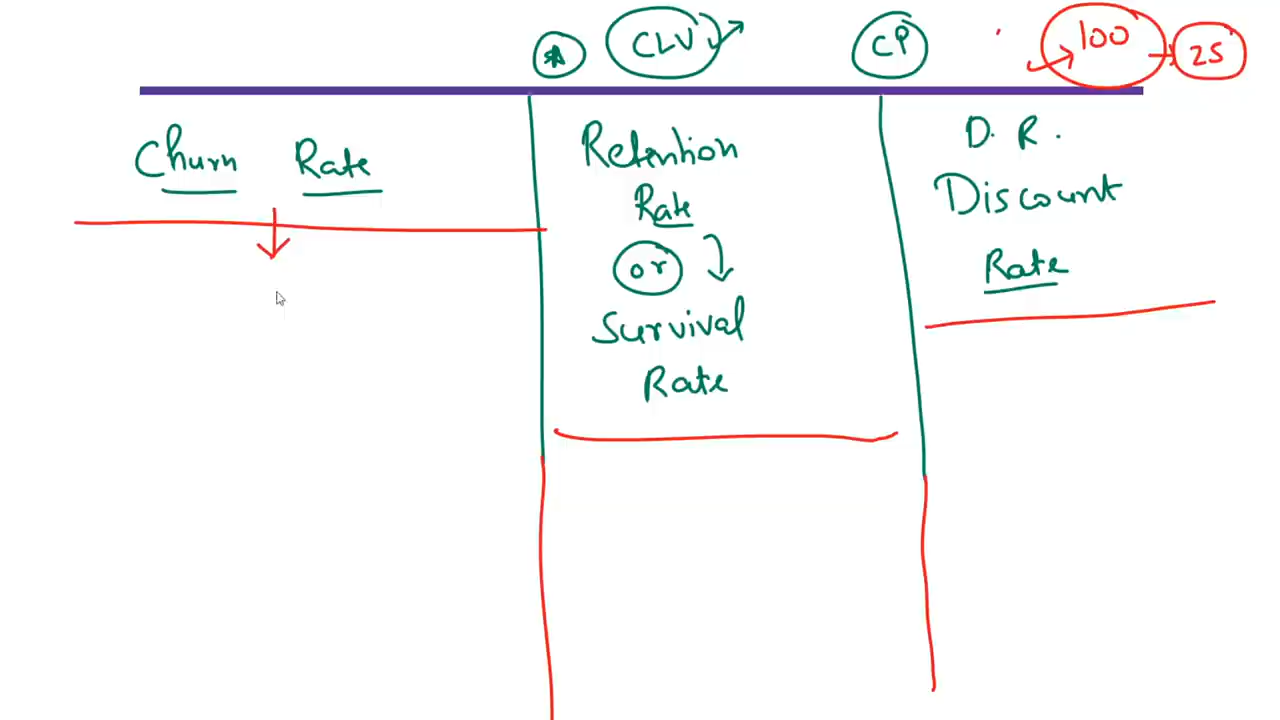 CLV
CP
100
25
Churn Rate
Retention
Rate
or
Survival
Rate
D. R.
Discount
Rate